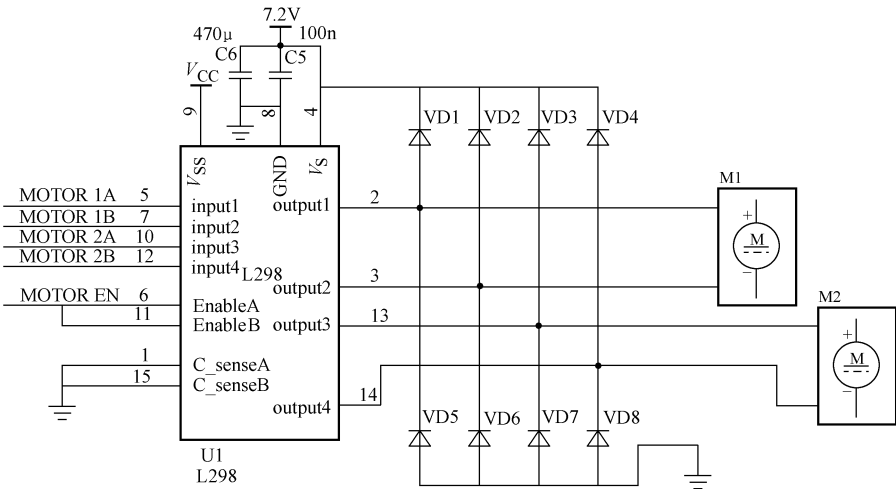 7.2V
470μ
100n
C6
C5
VCC
9
8
4
VD1
VD2
VD3
VD4
VSS
GND
VS
M1
MOTOR 1A
5
input1
output1
2
MOTOR 1B
7
input2
MOTOR 2A
10
input3
MOTOR 2B
12
input4
L298
+
M
−
output2
3
MOTOR EN
6
EnableA
11
EnableB
output3
13
M2
1
C_senseA
15
C_senseB
+
M
−
output4
14
VD5
VD6
VD7
VD8
U1
L298